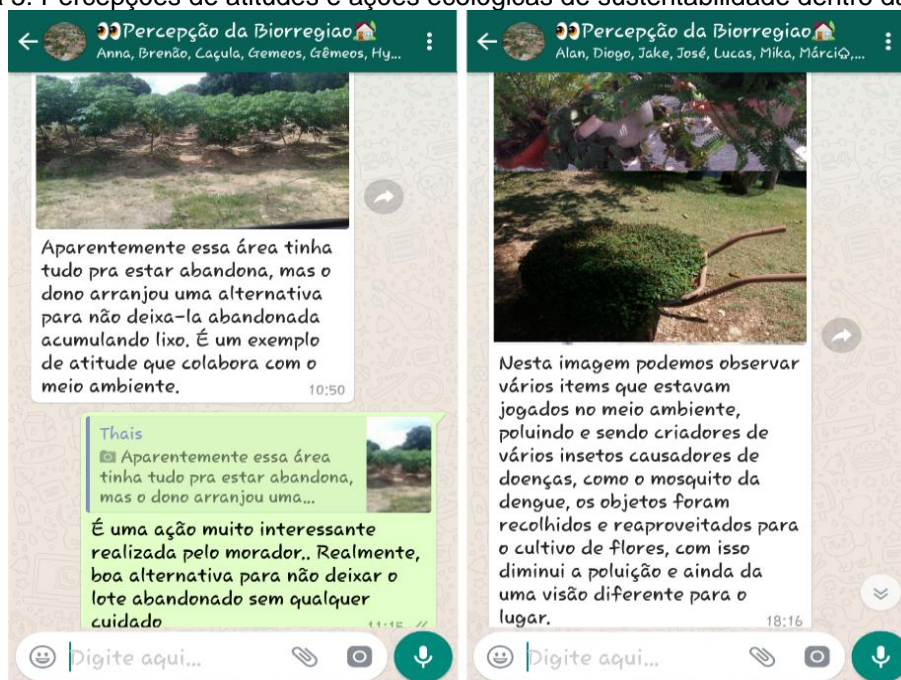 Percepções de atitudes e ações ecológicas de sustentabilidade dentro
Percepção da Biorregiao
Anna, Brenão, Caçula, Gemeos, Gêmeos, Hy...
Aparentemente essa área tinha
tudo pra estar abandona, mas o
dono arranjou uma alternativa
para não deixa-la abandonada
acumulando lixo. É um exemplo
de atitude que colabora com o
meio ambiente.
10:50
Thais
Aparentemente essa área
tinha tudo pra estar abandona,
mas o dono arranjou uma...
É uma ação muito interessante
realizada pelo morador.. Realmente,
boa alternativa para não deixar o
lote abandonado sem qualquer
cuidado
11:15
Digite aqui...
Percepção da Biorregiao
Alan, Diogo, Jake, José, Lucas, Mika, Márci♤,...
Nesta imagem podemos observar
vários items que estavam
jogados no meio ambiente,
poluindo e sendo criadores de
vários insetos causadores de
doenças, como o mosquito da
dengue, os objetos foram
recolhidos e reaproveitados para
o cultivo de flores, com isso
diminui a poluição e ainda da
uma visão diferente para o
lugar.
18:16
Digite aqui...